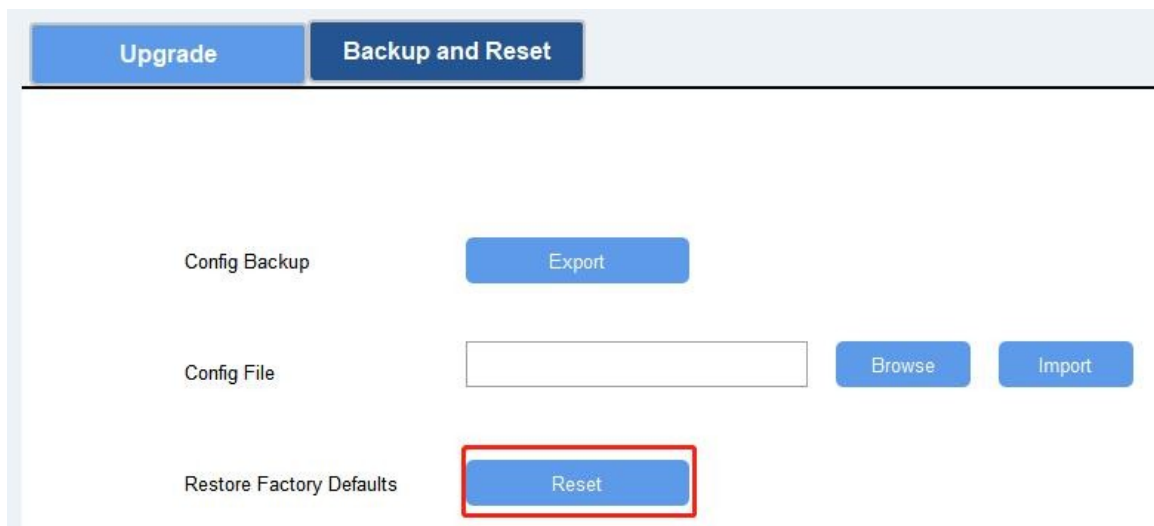 Upgrade Backup and Reset
Config Backup Export
Config File Browse Import
Restore Factory Defaults Reset